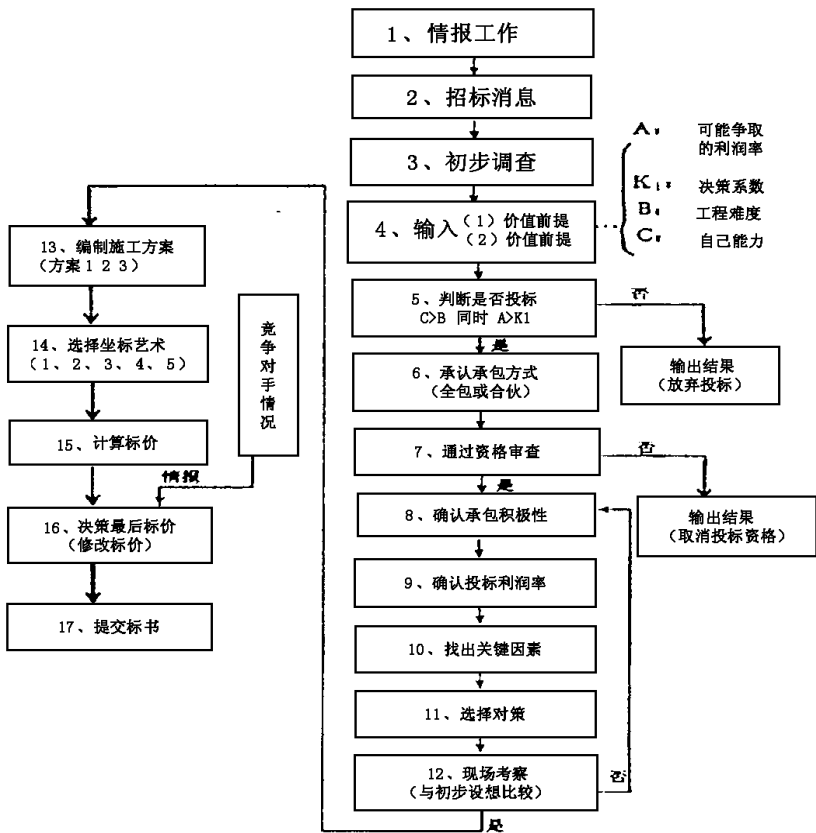 1、情报工作
2、招标消息
3、初步调查
4、输入
(1)价值前提
(2)价值前提
A:
可能争取
的利润率
K1:
决策系数
B:
工程难度
C:
自己能力
5、判断是否投标
C>B 同时 A>K1
否
输出结果
(放弃投标)
是
6、承认承包方式
(全包或合伙)
7、通过资格审查
否
输出结果
(取消投标资格)
是
8、确认承包积极性
9、确认投标利润率
10、找出关键因素
11、选择对策
12、现场考察
(与初步设想比较)
否
是
13、编制施工方案
(方案1 2 3)
14、选择坐标艺术
(1、2、3、4、5)
15、计算标价
竞争对手情况
情报
16、决策最后标价
(修改标价)
17、提交标书